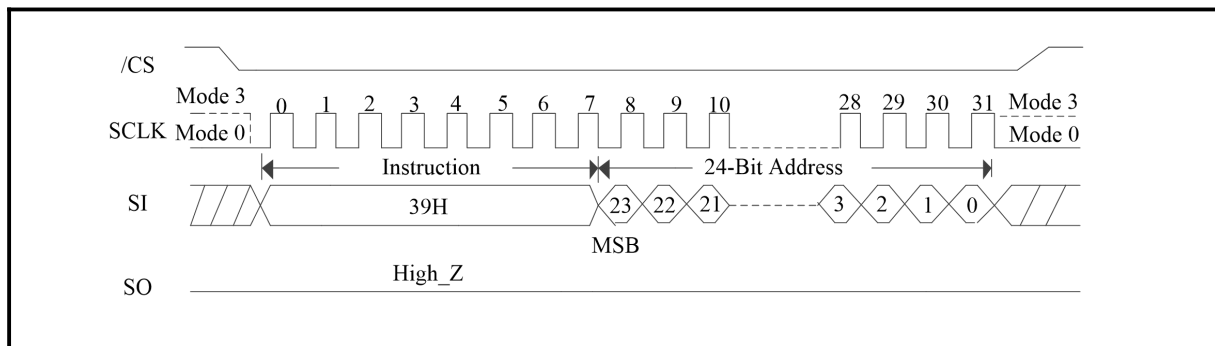 /CS
Mode 3 0 1 2 3 4 5 6 7 8 9 10 28 29 30 31 Mode 3
SCLK Mode 0 Mode 0
Instruction 24-Bit Address
SI 39H 23 22 21 3 2 1 0
MSB
High_Z
SO